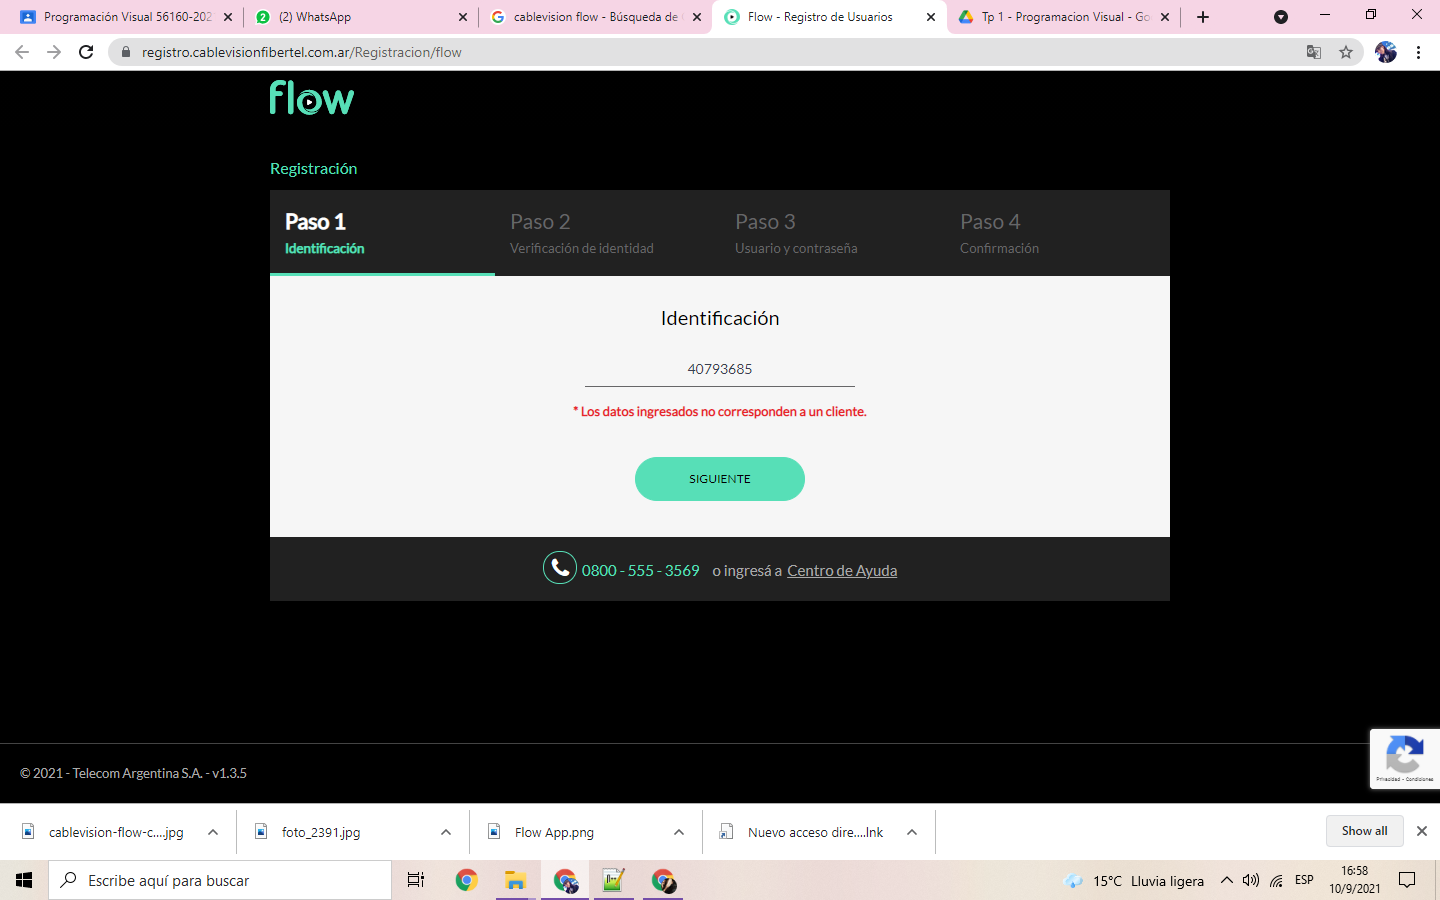 Programación Visual 56160-202
(2) WhatsApp
cablevision flow - Búsqueda de
Flow - Registro de Usuarios
Tp 1 - Programacion Visual - Go
registro.cablevisionfibertel.com.ar/Registracion/flow
flow
Registración
Paso 1
Identificación
Paso 2
Verificación de identidad
Paso 3
Usuario y contraseña
Paso 4
Confirmación
Identificación
40793685
* Los datos ingresados no corresponden a un cliente.
SIGUIENTE
0800 - 555 - 3569 o ingresá a Centro de Ayuda
Privacidad - Condiciones
© 2021 - Telecom Argentina S.A. - v1.3.5
cablevision-flow-c....jpg
foto_2391.jpg
Flow App.png
Nuevo acceso dire....lnk
Show all
Escribe aquí para buscar
15°C Lluvia ligera
ESP
16:58
10/9/2021